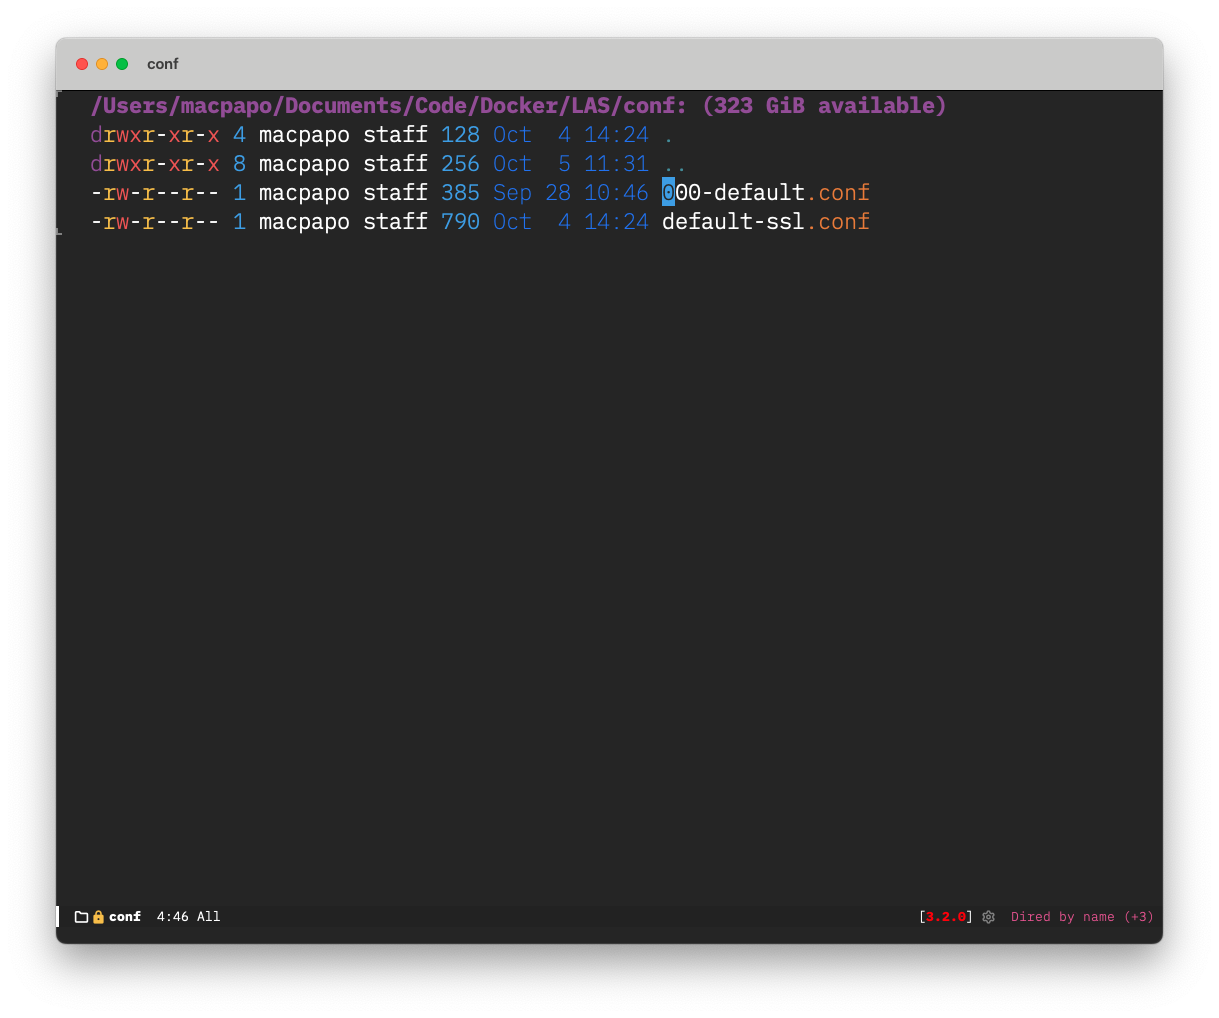 conf
/Users/macpapo/Documents/Code/Docker/LAS/conf: (323 GiB available)
drwxr-xr-x 4 macpapo staff 128 Oct  4 14:24 .
drwxr-xr-x 8 macpapo staff 256 Oct  5 11:31 ..
-rw-r--r-- 1 macpapo staff 385 Sep 28 10:46 000-default.conf
-rw-r--r-- 1 macpapo staff 790 Oct  4 14:24 default-ssl.conf
conf  4:46 All [3.2.0] Dired by name (+3)